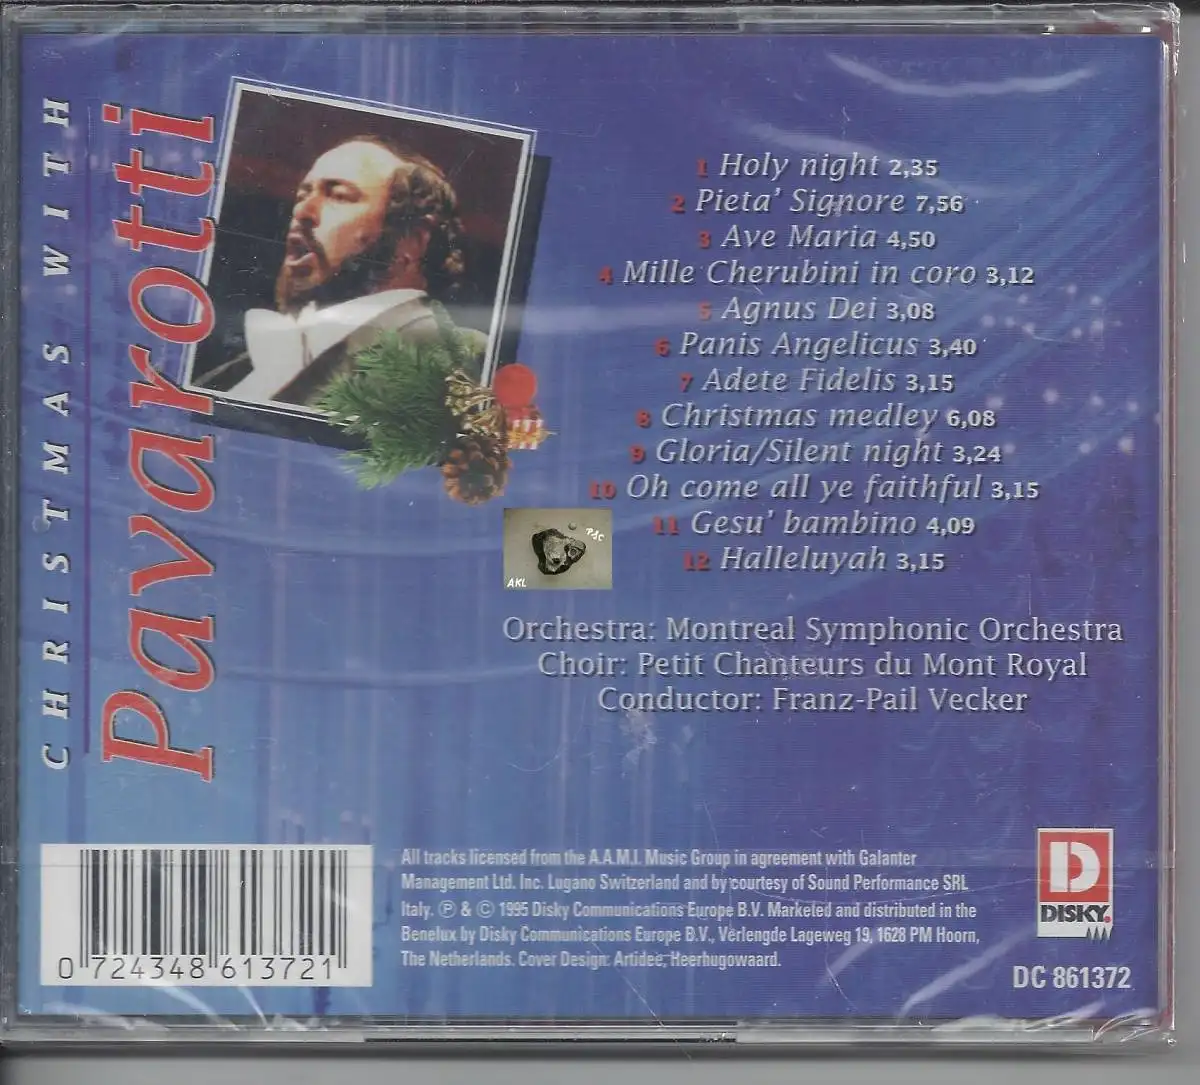 CHRISTMAS WITH
Pavarotti
1 Holy night 2,35
2 Pieta' Signore 7,56
3 Ave Maria 4,50
4 Mille Cherubini in coro 3,12
5 Agnus Dei 3,08
6 Panis Angelicus 3,40
7 Adete Fidelis 3,15
8 Christmas medley 6,08
9 Gloria/Silent night 3,24
10 Oh come all ye faithful 3,15
11 Gesu' bambino 4,09
12 Halleluyah 3,15
PSC
AKL
Orchestra: Montreal Symphonic Orchestra
Choir: Petit Chanteurs du Mont Royal
Conductor: Franz-Pail Vecker
All tracks licensed from the A.A.M.I. Music Group in agreement with Galanter
Management Ltd. Inc. Lugano Switzerland and by courtesy of Sound Performance SRL
Italy. ℗ & © 1995 Disky Communications Europe B.V. Marketed and distributed in the
Benelux by Disky Communications Europe B.V., Verlengde Lageweg 19, 1628 PM Hoorn,
The Netherlands. Cover Design: Artidee, Heerhugowaard.
0 724348 613721
D
DISKY.
DC 861372